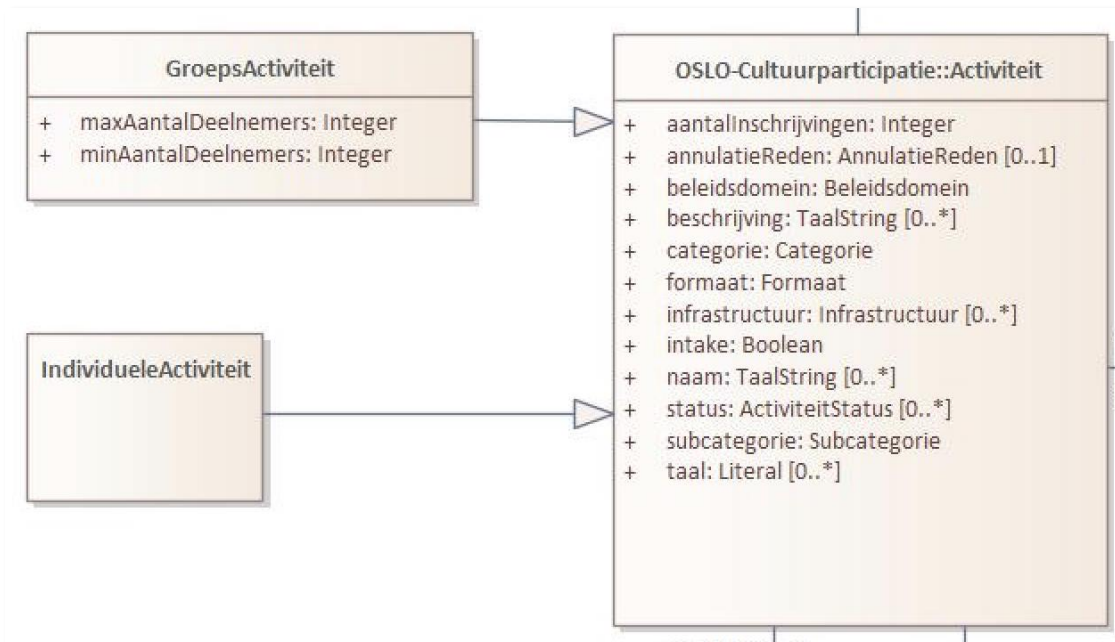 GroepsActiviteit
+ maxAantalDeelnemers: Integer
+ minAantalDeelnemers: Integer
IndividueleActiviteit
OSLO-Cultuurparticipatie::Activiteit
+ aantalInschrijvingen: Integer
+ annulatieReden: AnnulatieReden [0..1]
+ beleidsdomein: Beleidsdomein
+ beschrijving: TaalString [0..*]
+ categorie: Categorie
+ formaat: Formaat
+ infrastructuur: Infrastructuur [0..*]
+ intake: Boolean
+ naam: TaalString [0..*]
+ status: ActiviteitStatus [0..*]
+ subcategorie: Subcategorie
+ taal: Literal [0..*]